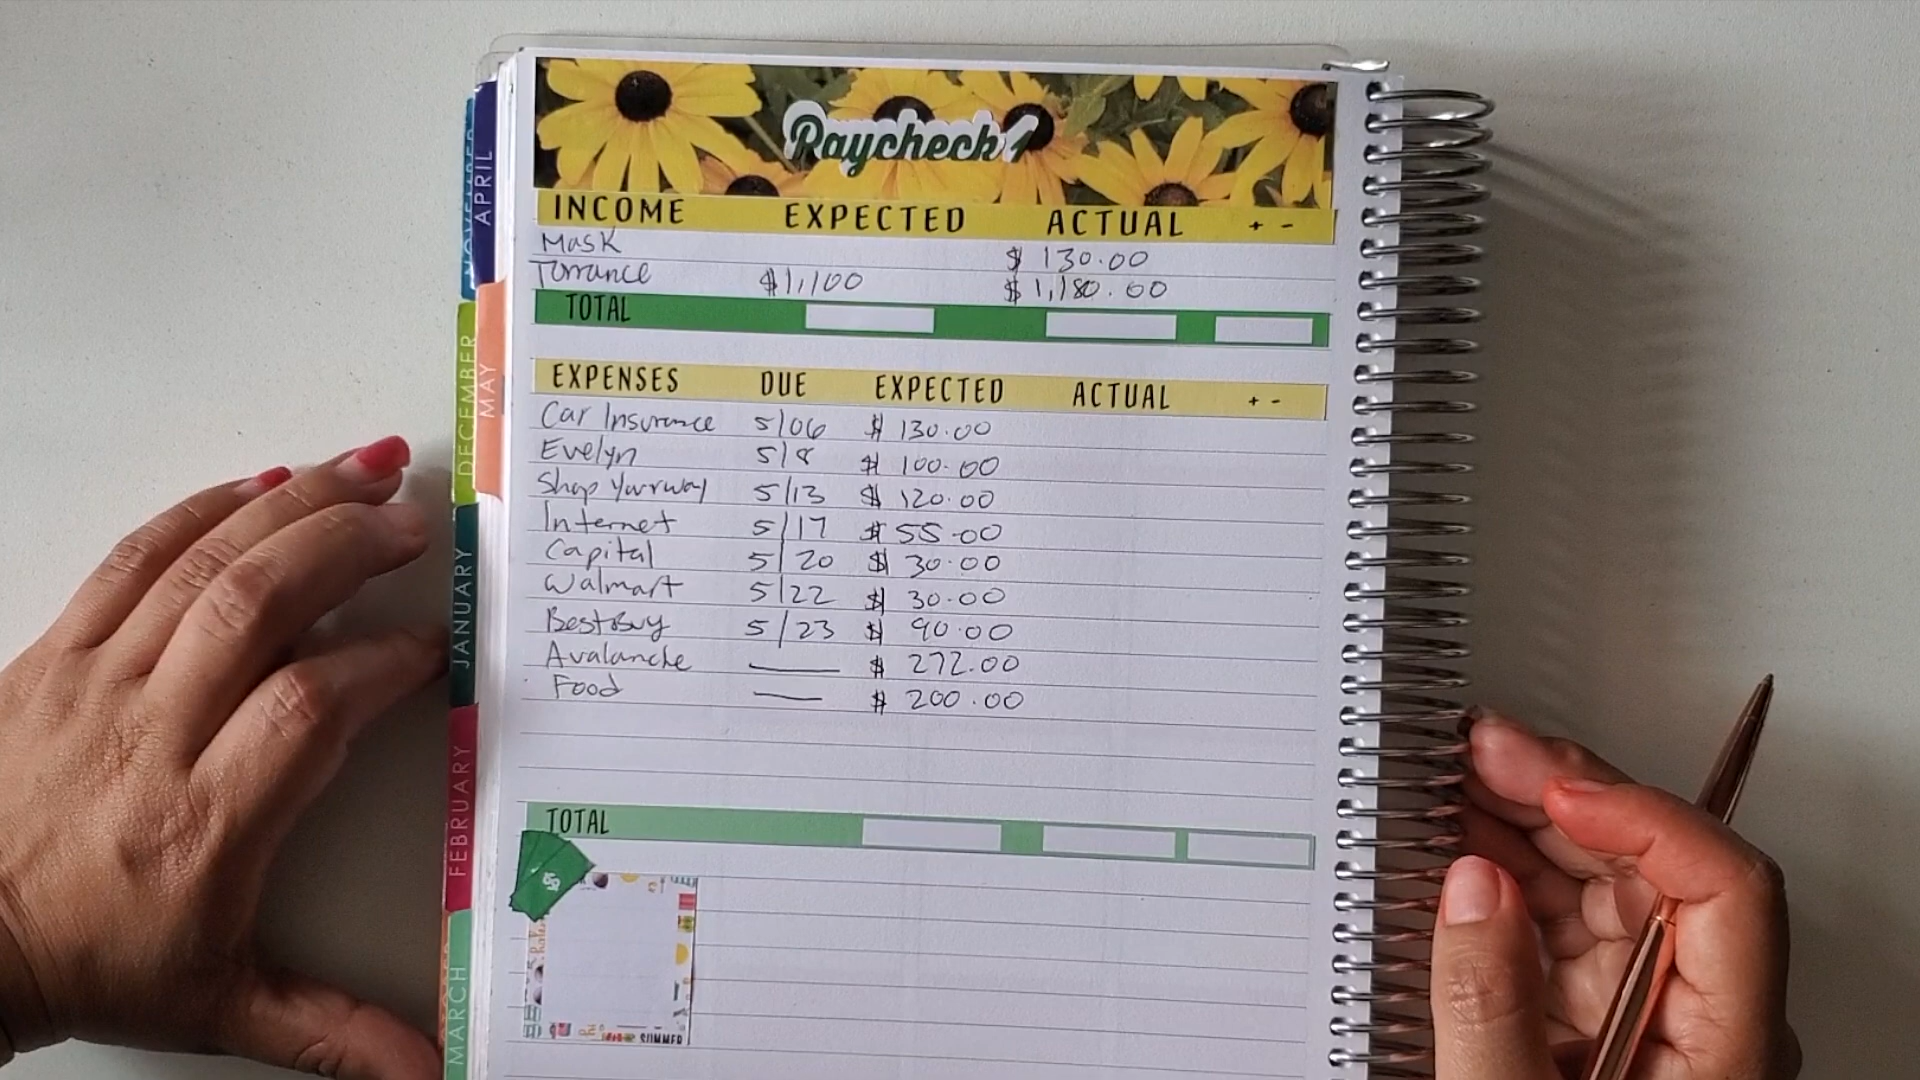 Paycheck 1
INCOME EXPECTED ACTUAL + -
Mask $ 130.00
Torrance $1,100 $ 1,180.00
TOTAL
EXPENSES DUE EXPECTED ACTUAL + -
Car Insurance 5/06 $ 130.00
Evelyn 5/8 $ 100.00
Shop Yourway 5/13 $ 120.00
Internet 5/17 $ 55.00
Capital 5/20 $ 30.00
Walmart 5/22 $ 30.00
BestBuy 5/23 $ 90.00
Avalanche — $ 272.00
Food — $ 200.00
TOTAL
SUMMER
NOVEMBER
DECEMBER
JANUARY
FEBRUARY
MARCH
APRIL
MAY